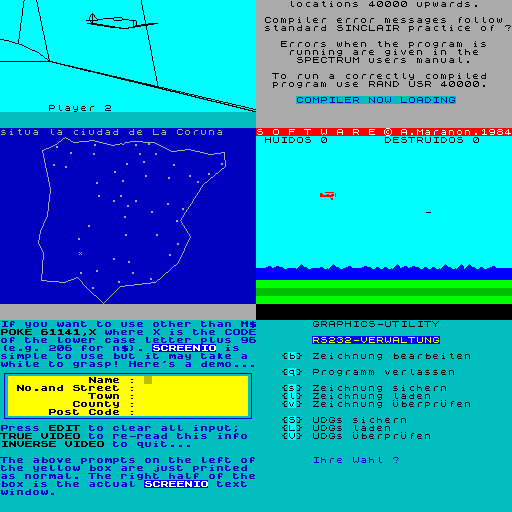 Player 2
locations 40000 upwards.
Compiler error messages follow
standard SINCLAIR practice of ?
Errors when the program is
running are given in the
SPECTRUM users manual.
To run a correctly compiled
program use RAND USR 40000.
COMPILER NOW LOADING
situa la ciudad de La Coruna
S O F T W A R E © A.Maranon.1984
HUIDOS 0 DESTRUIDOS 0
If you want to use other than M$
POKE 61141,X where X is the CODE
of the lower case letter plus 96
(e.g. 206 for n$). SCREENIO is
simple to use but it may take a
while to grasp! Here's a demo...
Name :
No.and Street :
Town :
County :
Post Code :
Press EDIT to clear all input;
TRUE VIDEO to re-read this info
INVERSE VIDEO to quit...
The above prompts on the left of
the yellow box are just printed
as normal. The right half of the
box is the actual SCREENIO text
window.
GRAPHICS-UTILITY
RS232-VERWALTUNG
{b} Zeichnung bearbeiten
{q} Programm verlassen
{s} Zeichnung sichern
{l} Zeichnung laden
{v} Zeichnung überprüfen
{S} UDGs sichern
{L} UDGs laden
{V} UDGs überprüfen
Ihre Wahl ?